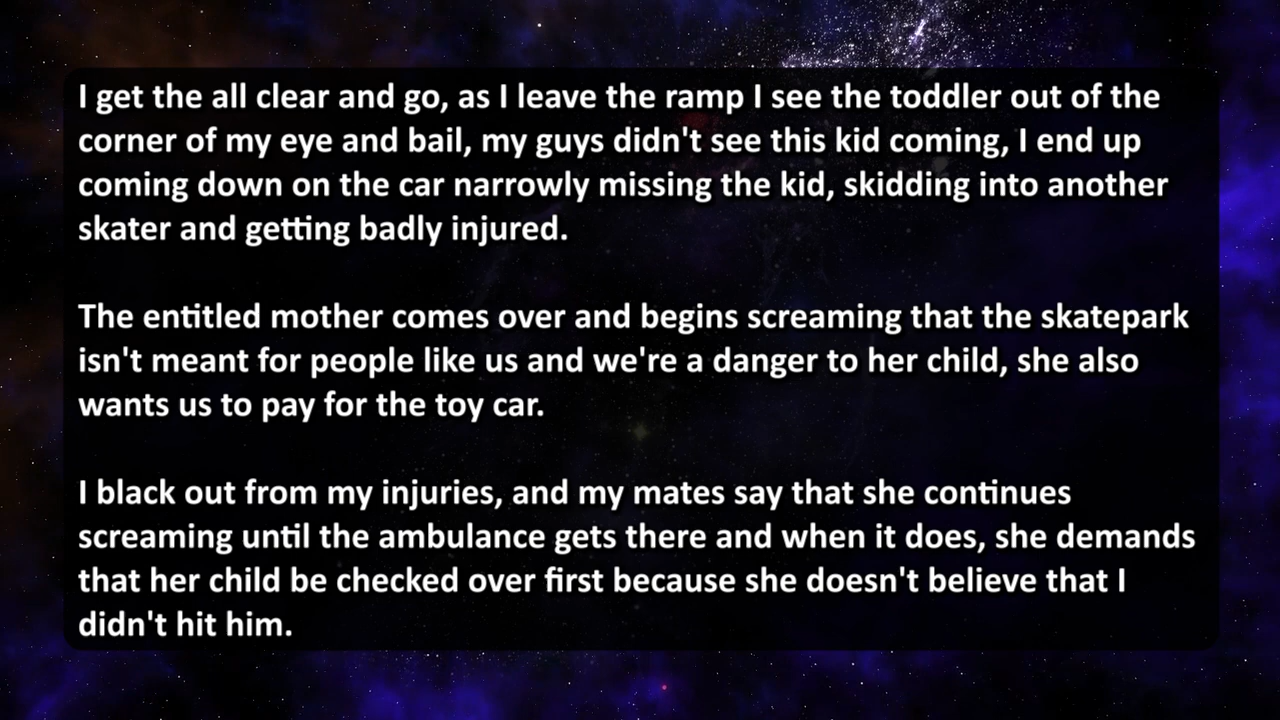 I get the all clear and go, as I leave the ramp I see the toddler out of the
corner of my eye and bail, my guys didn't see this kid coming, I end up
coming down on the car narrowly missing the kid, skidding into another
skater and getting badly injured.
The entitled mother comes over and begins screaming that the skatepark
isn't meant for people like us and we're a danger to her child, she also
wants us to pay for the toy car.
I black out from my injuries, and my mates say that she continues
screaming until the ambulance gets there and when it does, she demands
that her child be checked over first because she doesn't believe that I
didn't hit him.